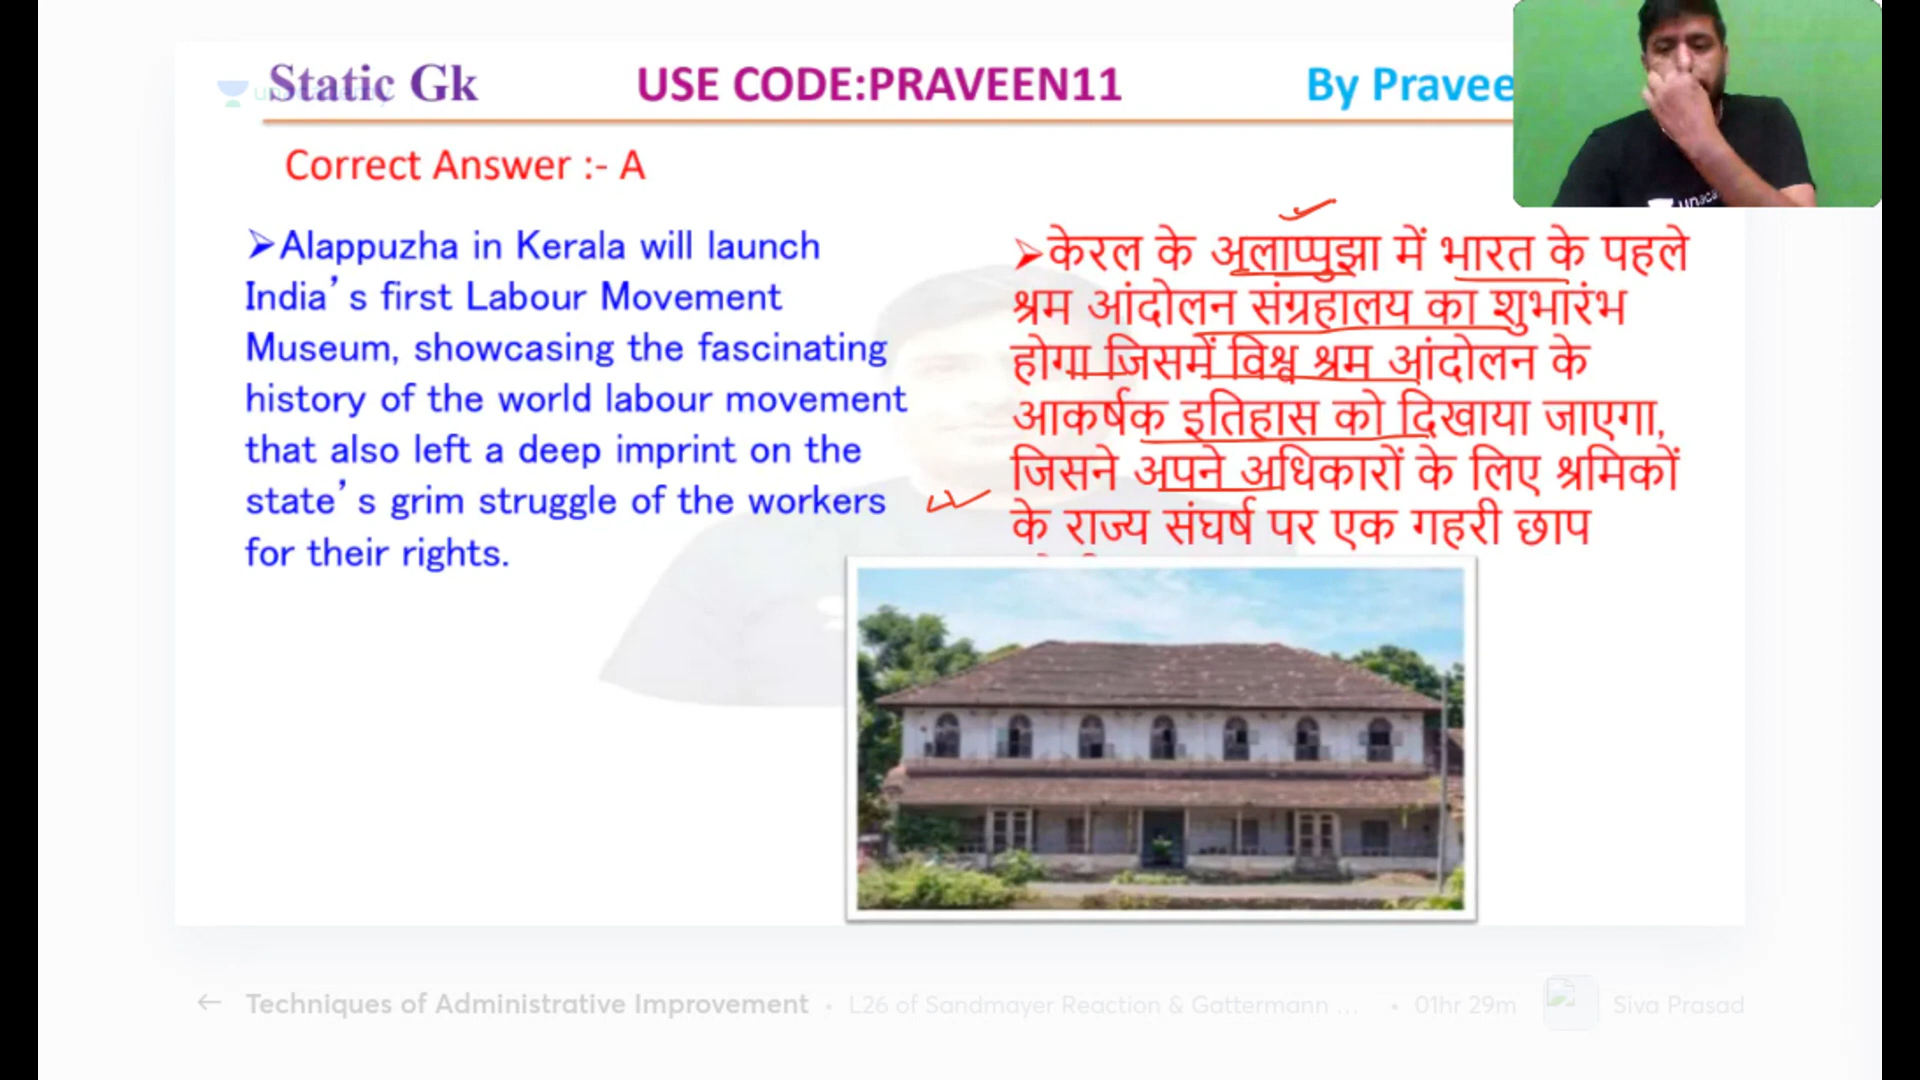 Static Gk
USE CODE:PRAVEEN11
By Pravee
Correct Answer :- A
➤Alappuzha in Kerala will launch
India’s first Labour Movement
Museum, showcasing the fascinating
history of the world labour movement
that also left a deep imprint on the
state’s grim struggle of the workers
for their rights.
➤केरल के अलाप्पुझा में भारत के पहले
श्रम आंदोलन संग्रहालय का शुभारंभ
होगा जिसमें विश्व श्रम आंदोलन के
आकर्षक इतिहास को दिखाया जाएगा,
जिसने अपने अधिकारों के लिए श्रमिकों
के राज्य संघर्ष पर एक गहरी छाप
← Techniques of Administrative Improvement • L26 of Sandmayer Reaction & Gattermann ... • 01hr 29m Siva Prasad